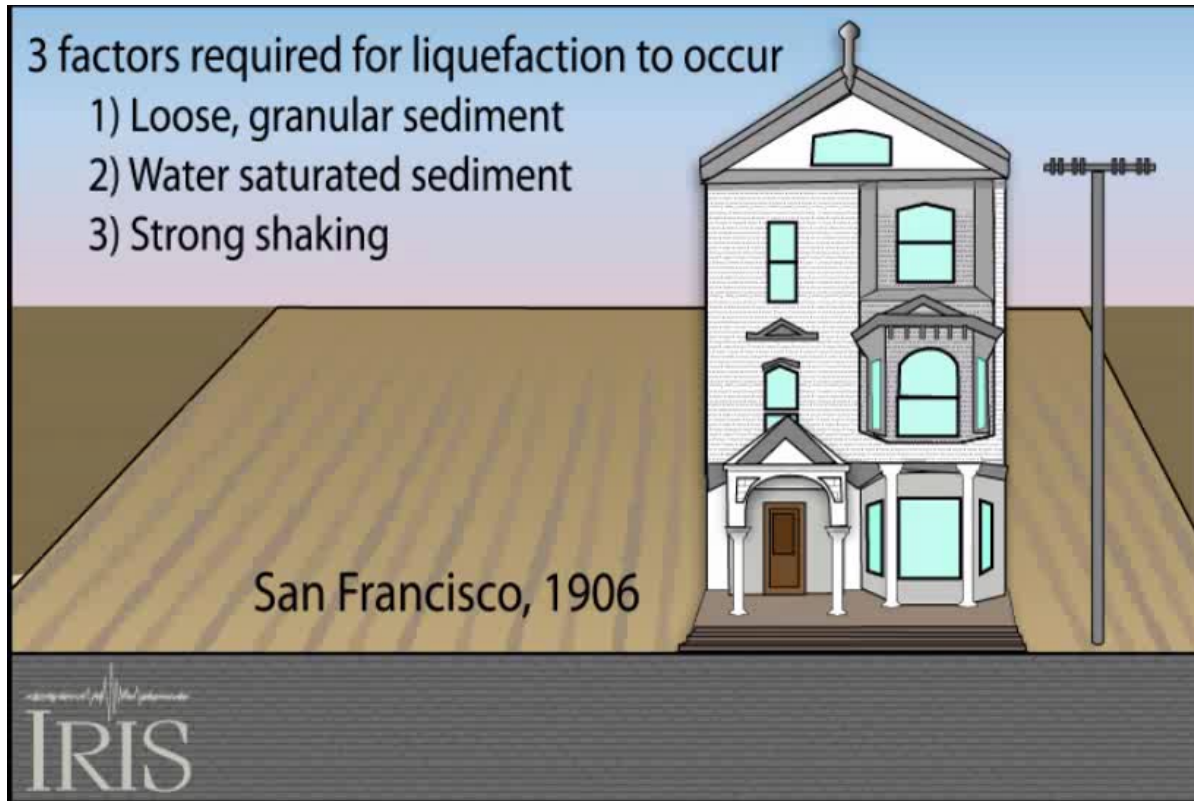 3 factors required for liquefaction to occur
1) Loose, granular sediment
2) Water saturated sediment
3) Strong shaking
San Francisco, 1906
IRIS